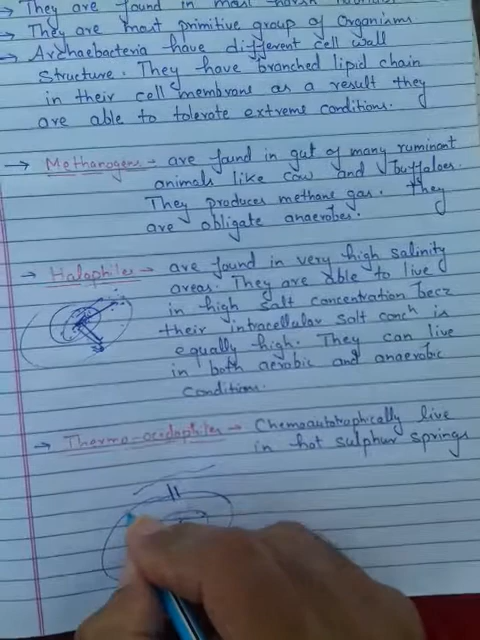 → They are found in most harsh habitats
→ They are most primitive group of Organisms
→ Archaebacteria have different cell wall
structure. They have branched lipid chain
in their cell membrane as a result they
are able to tolerate extreme conditions.
→ Methanogens - are found in gut of many ruminant
animals like cow and buffaloes.
They produces methane gas. They
are obligate anaerobes.
→ Halophiles → are found in very high salinity
areas. They are able to live
in high salt concentration becz
their intracellular salt concn is
equally high. They can live
in both aerobic and anaerobic
conditions.
→ Thermo-acidophiles → Chemoautotrophically live
in hot sulphur springs